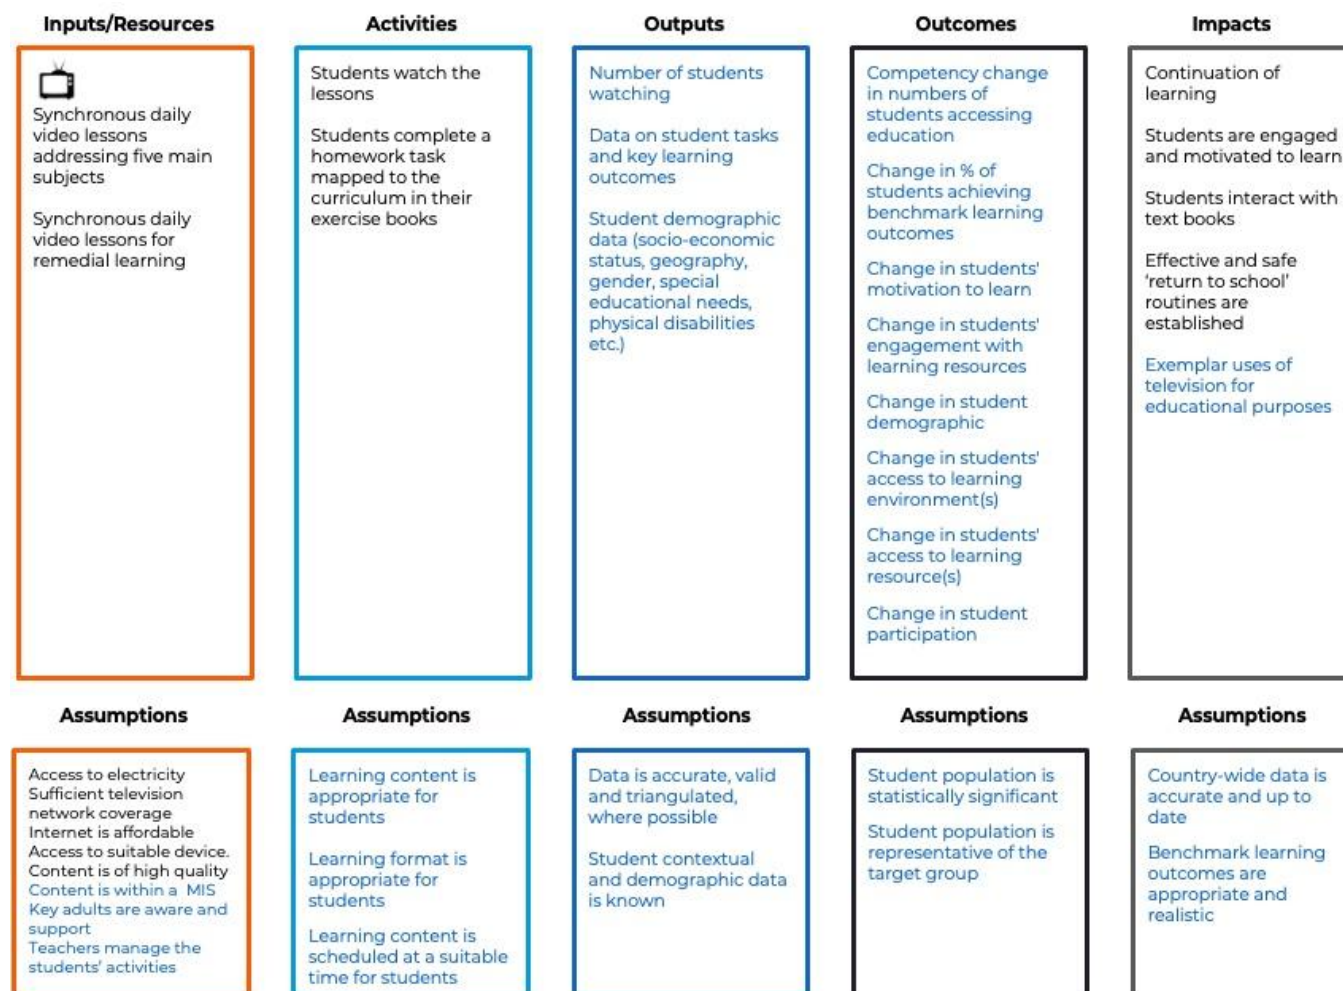 Inputs/Resources
Synchronous daily
video lessons
addressing five main
subjects
Synchronous daily
video lessons for
remedial learning
Activities
Students watch the
lessons
Students complete a
homework task
mapped to the
curriculum in their
exercise books
Outputs
Number of students
watching
Data on student tasks
and key learning
outcomes
Student demographic
data (socio-economic
status, geography,
gender, special
educational needs,
physical disabilities
etc.)
Outcomes
Competency change
in numbers of
students accessing
education
Change in % of
students achieving
benchmark learning
outcomes
Change in students'
motivation to learn
Change in students'
engagement with
learning resources
Change in student
demographic
Change in students'
access to learning
environment(s)
Change in students'
access to learning
resource(s)
Change in student
participation
Impacts
Continuation of
learning
Students are engaged
and motivated to learn
Students interact with
text books
Effective and safe
‘return to school’
routines are
established
Exemplar uses of
television for
educational purposes
Assumptions
Access to electricity
Sufficient television
network coverage
Internet is affordable
Access to suitable device.
Content is of high quality
Content is within a MIS
Key adults are aware and
support
Teachers manage the
students’ activities
Assumptions
Learning content is
appropriate for
students
Learning format is
appropriate for
students
Learning content is
scheduled at a suitable
time for students
Assumptions
Data is accurate, valid
and triangulated,
where possible
Student contextual
and demographic data
is known
Assumptions
Student population is
statistically significant
Student population is
representative of the
target group
Assumptions
Country-wide data is
accurate and up to
date
Benchmark learning
outcomes are
appropriate and
realistic